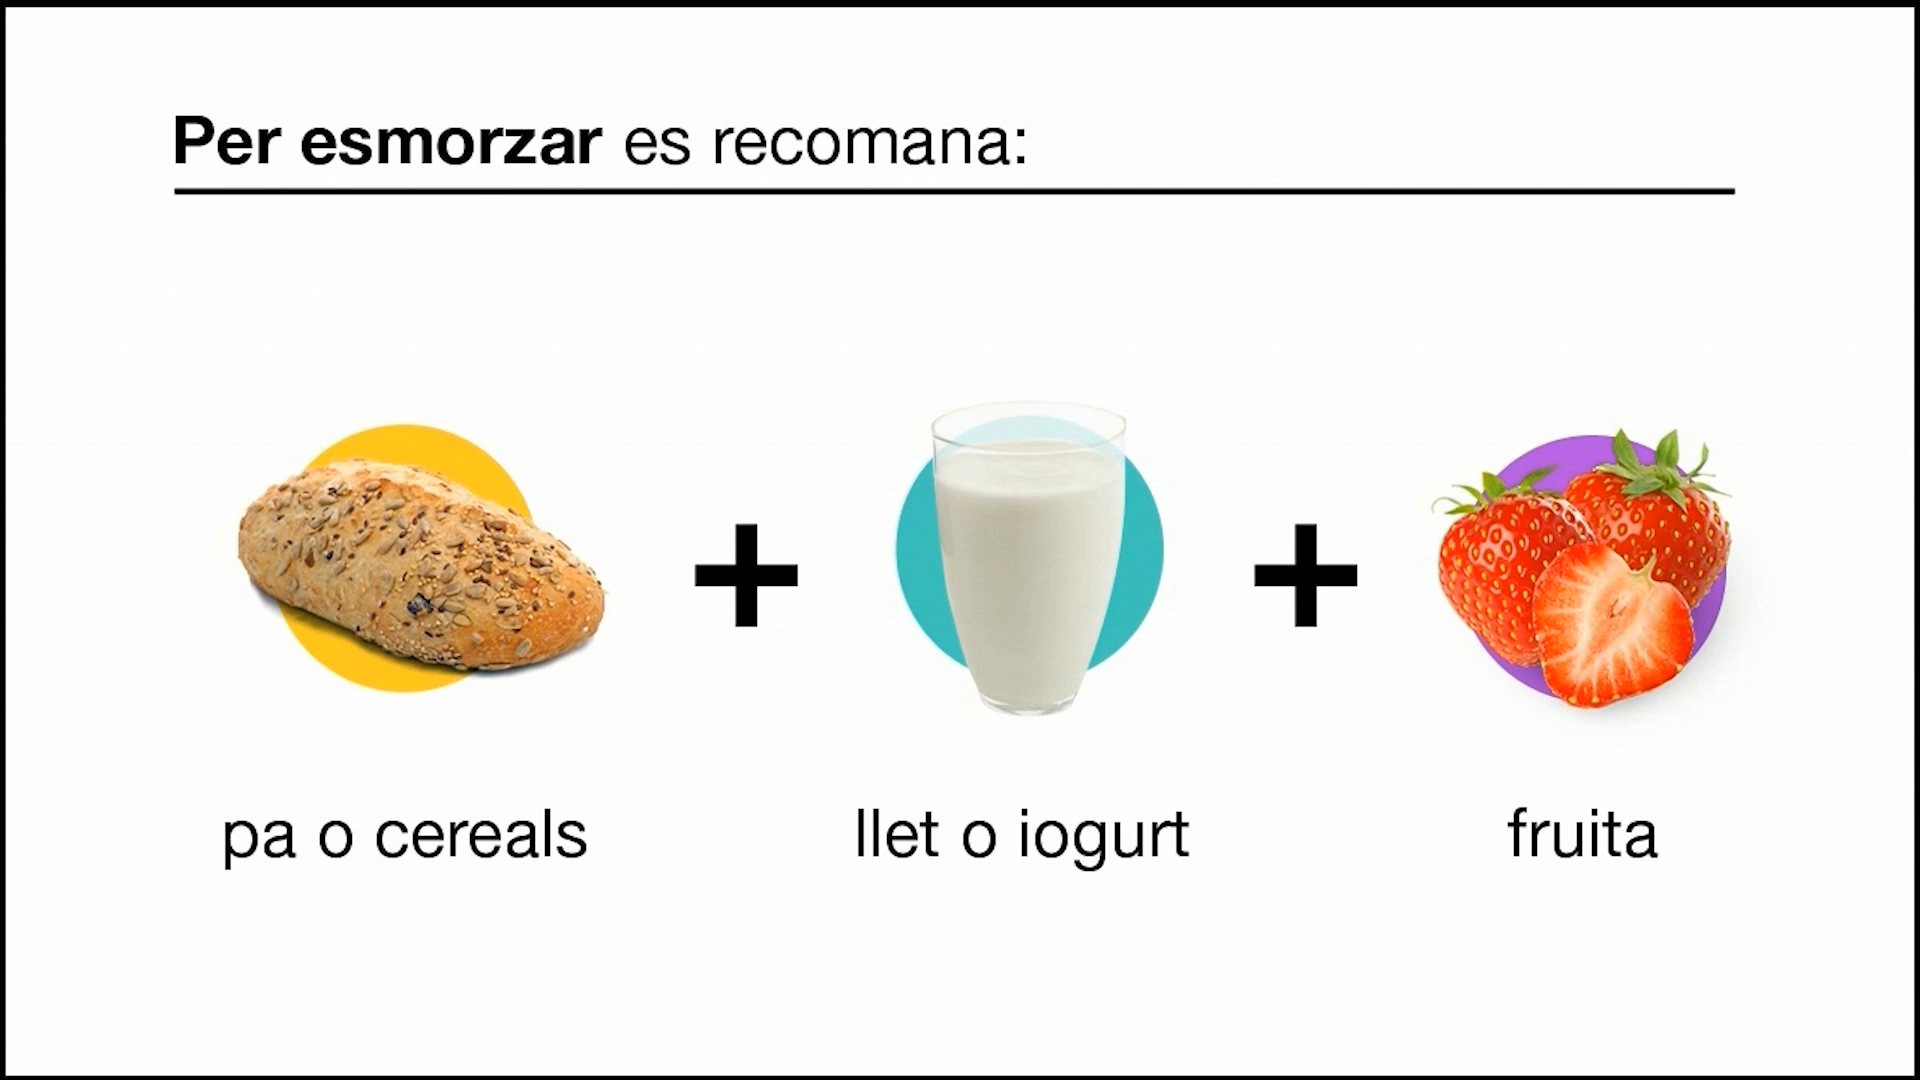 Per esmorzar es recomana:
pa o cereals
+
llet o iogurt
+
fruita